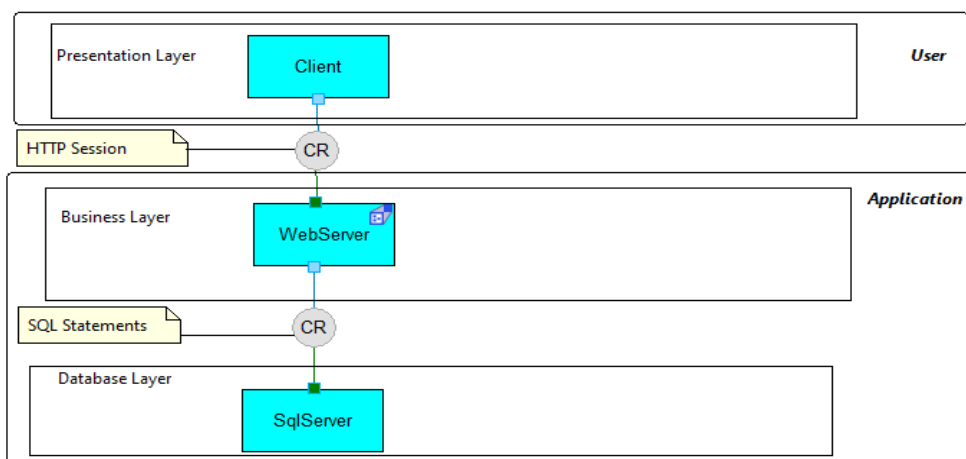 Presentation Layer
Client
User
HTTP Session
CR
Application
Business Layer
WebServer
SQL Statements
CR
Database Layer
SqlServer